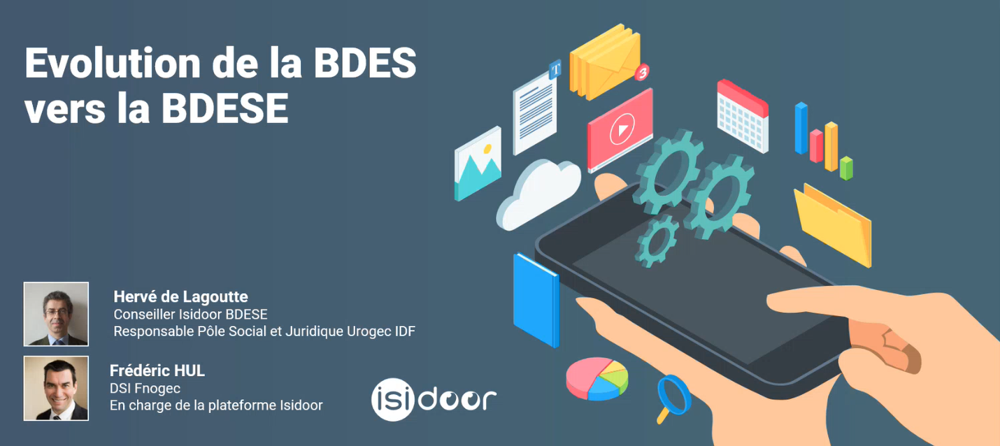 Evolution de la BDES
vers la BDESE
T
3
Hervé de Lagoutte
Conseiller Isidoor BDESE
Responsable Pôle Social et Juridique Urogec IDF
Frédéric HUL
DSI Fnogec
En charge de la plateforme Isidoor
isidoor